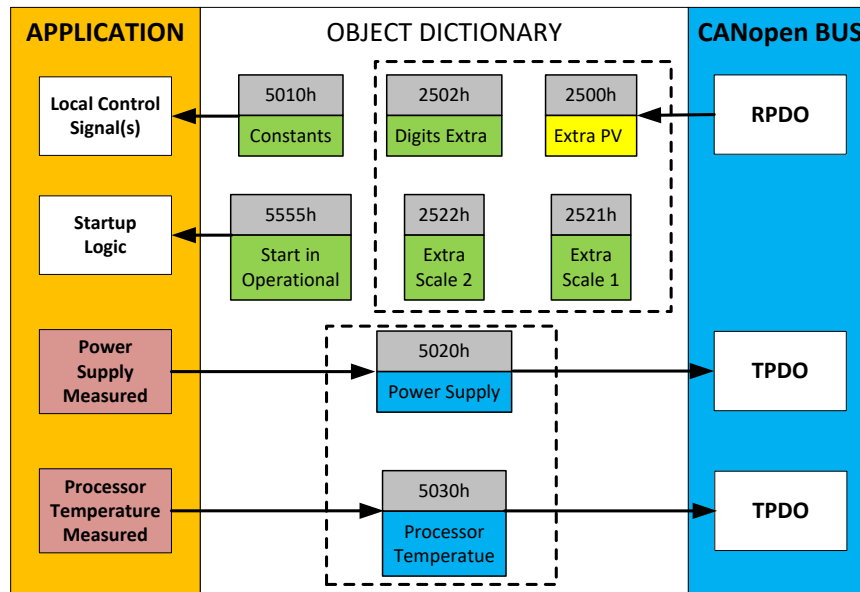 APPLICATION
OBJECT DICTIONARY
CANopen BUS
Local Control
Signal(s)
5010h
Constants
2502h
Digits Extra
2500h
Extra PV
RPDO
Startup
Logic
5555h
Start in
Operational
2522h
Extra
Scale 2
2521h
Extra
Scale 1
Power
Supply
Measured
5020h
Power Supply
TPDO
Processor
Temperature
Measured
5030h
Processor
Temperatue
TPDO